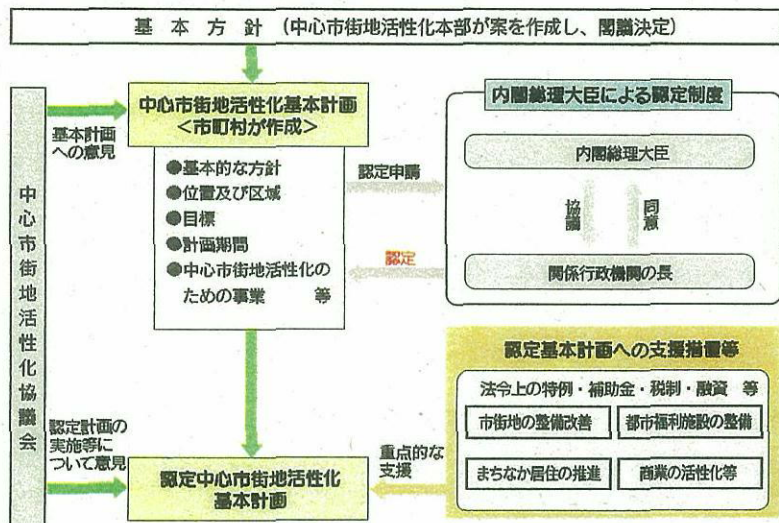 基本方針（中心市街地活性化本部が案を作成し、閣議決定）
中心市街地活性化協議会
基本計画
への意見
中心市街地活性化基本計画
＜市町村が作成＞
●基本的な方針
●位置及び区域
●目標
●計画期間
●中心市街地活性化の
ための事業　等
認定申請
認定
内閣総理大臣による認定制度
内閣総理大臣
協議
同意
関係行政機関の長
認定計画の
実施等に
ついて意見
認定中心市街地活性化
基本計画
重点的な
支援
認定基本計画への支援措置等
法令上の特例・補助金・税制・融資　等
市街地の整備改善
都市福利施設の整備
まちなか居住の推進
商業の活性化等